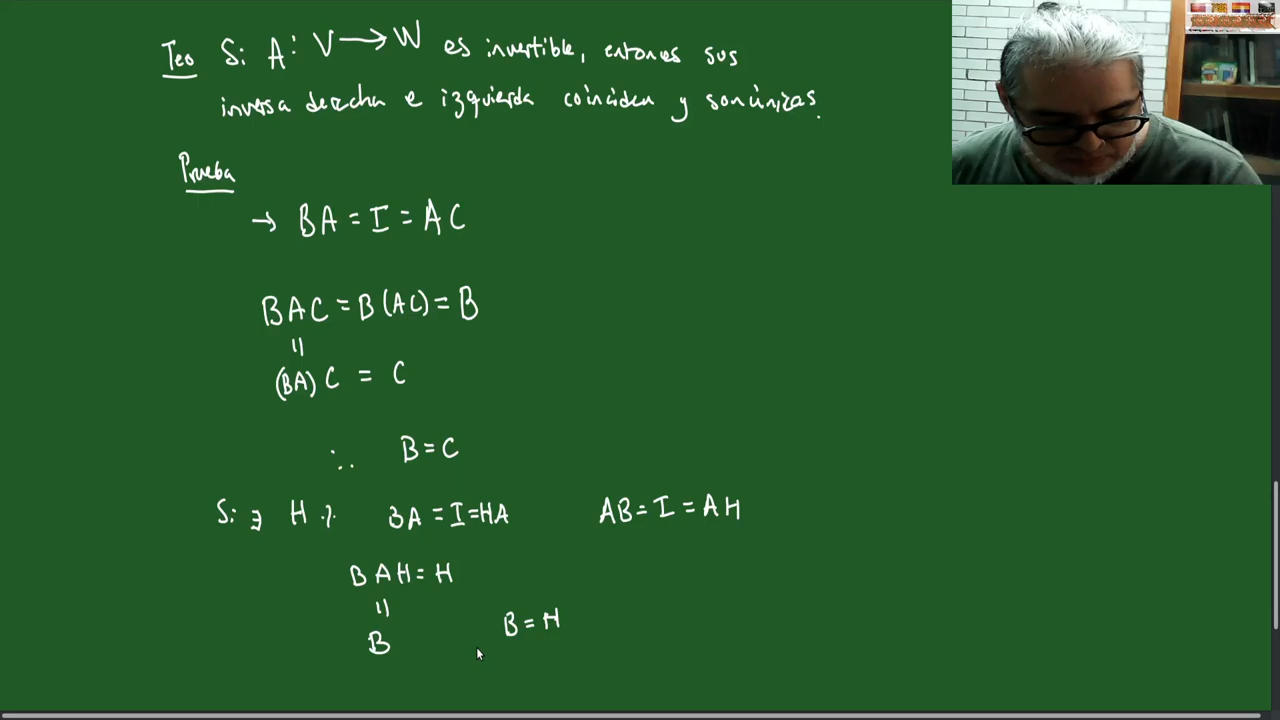 Teo Si A: V → W es invertible, entones sus
inversa derecha e izquierda coinciden y son únicas.
Prueba
→ BA = I = AC
BAC = B(AC) = B
=
(BA) C = C
∴ B = C
Si ∃ H ⋅/⋅ BA = I = HA AB = I = AH
BAH = H
=
B B = H